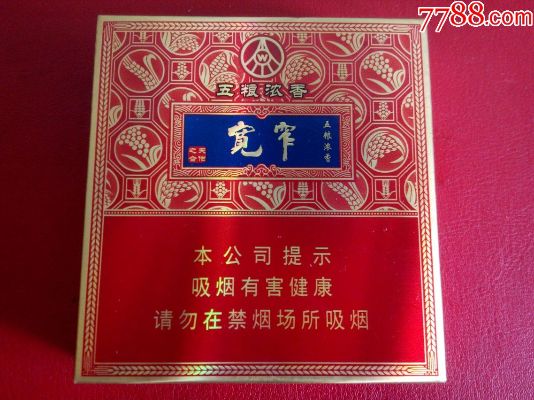 7788.com
五粮浓香
宽窄
五粮浓香
天作
之合
本公司提示
吸烟有害健康
请勿在禁烟场所吸烟